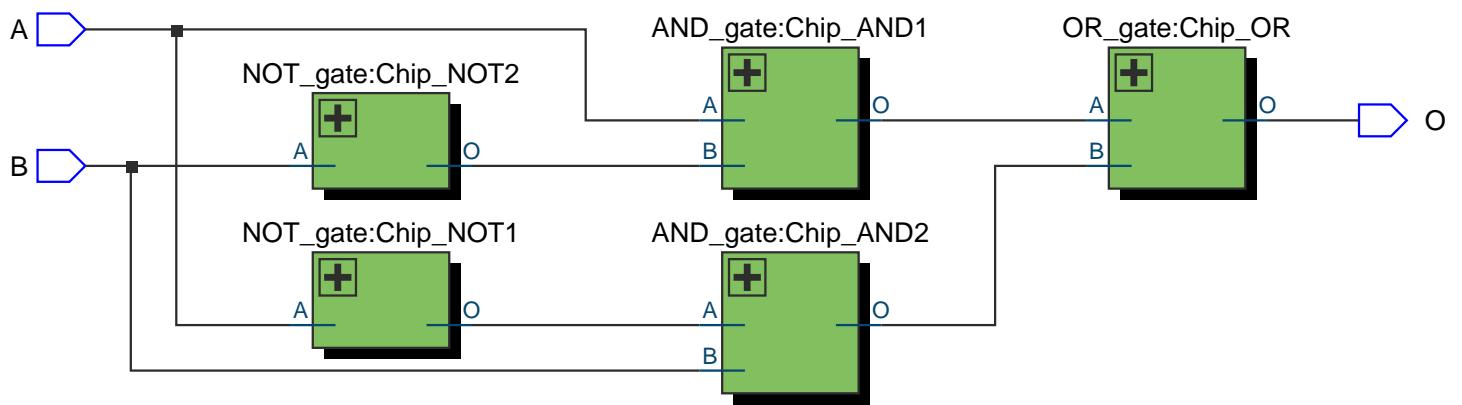 A
AND_gate:Chip_AND1
OR_gate:Chip_OR
NOT_gate:Chip_NOT2
A
O
A
O
O
B
A
O
B
B
NOT_gate:Chip_NOT1
AND_gate:Chip_AND2
A
O
A
O
B